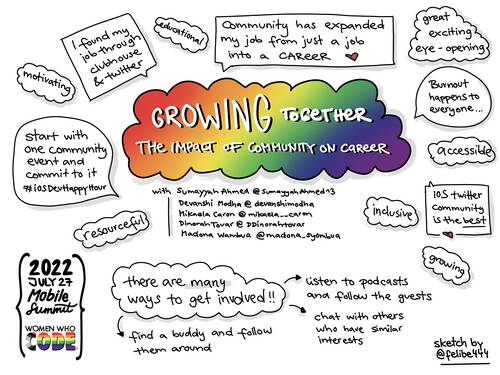 I found my
job through
clubhouse
& twitter
educational
Community has expanded
my job from just a job
into a CAREER
great
exciting
eye-opening
motivating
GROWING TOGETHER
THE IMPACT OF COMMUNITY ON CAREER
Burnout
happens to
everyone...
start with
one community
event and
commit to it
#iOSDevHappyHour
accessible
with Sumayyah Ahmed @SumayyahAhmed93
Devanshi Modha @devanshimodha
Mikaela Caron @mikaela__caron
Dinorah Tovar @DDinorahtovar
Madona Wambua @madona_syombua
resourceful
inclusive
iOS twitter
community
is the best
growing
2022
JULY 27
Mobile
Summit
WOMEN WHO
CODE
there are many
ways to get involved!!
listen to podcasts
and follow the guests
chat with others
who have similar
interests
find a buddy and follow
them around
sketch by
@felibe444